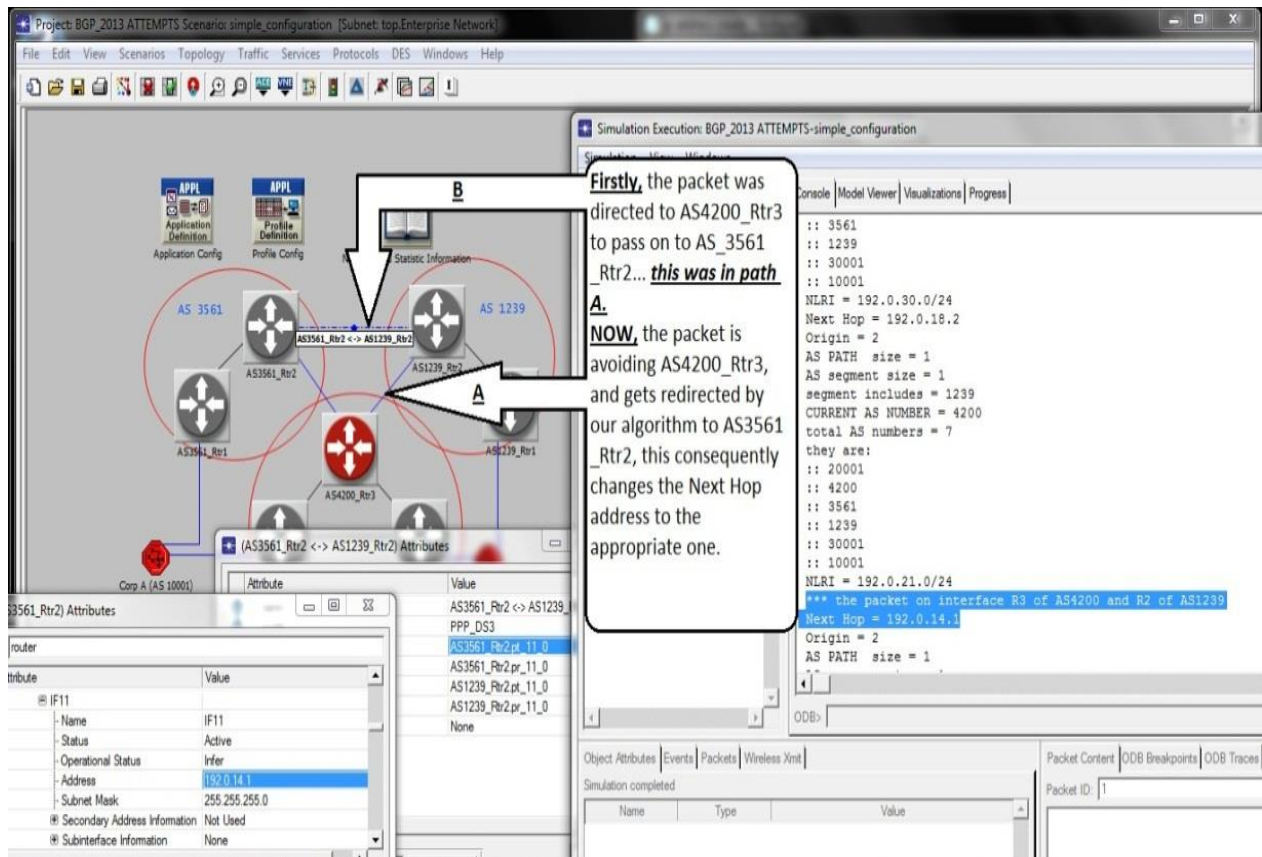 Project: BGP_2013 ATTEMPTS Scenario: simple_configuration [Subnet: top.Enterprise Network]
File Edit View Scenarios Topology Traffic Services Protocols DES Windows Help
APPL
Application
Definition
Application Config
APPL
Profile
Definition
Profile Config
Statistic Information
B
A
AS 3561
AS 1239
AS3561_Rtr2 <-> AS1239_Rtr2
AS3561_Rtr2
AS1239_Rtr2
AS3561_Rtr1
AS1239_Rtr1
AS4200_Rtr3
Corp A (AS 10001)
Firstly, the packet was
directed to AS4200_Rtr3
to pass on to AS_3561
_Rtr2... this was in path
A.
NOW, the packet is
avoiding AS4200_Rtr3,
and gets redirected by
our algorithm to AS3561
_Rtr2, this consequently
changes the Next Hop
address to the
appropriate one.
(AS3561_Rtr2 <-> AS1239_Rtr2) Attributes
Attribute Value
AS3561_Rtr2 <-> AS1239_
PPP_DS3
AS3561_Rtr2.pt_11_0
AS3561_Rtr2.pr_11_0
AS1239_Rtr2.pt_11_0
AS1239_Rtr2.pr_11_0
None
S3561_Rtr2) Attributes
router
ttribute Value
IF11
Name IF11
Status Active
Operational Status Infer
Address 192.0.14.1
Subnet Mask 255.255.255.0
Secondary Address Information Not Used
Subinterface Information None
Simulation Execution: BGP_2013 ATTEMPTS-simple_configuration
Simulation View Windows
Console Model Viewer Visualizations Progress
:: 3561
:: 1239
:: 30001
:: 10001
NLRI = 192.0.30.0/24
Next Hop = 192.0.18.2
Origin = 2
AS PATH size = 1
AS segment size = 1
segment includes = 1239
CURRENT AS NUMBER = 4200
total AS numbers = 7
they are:
:: 20001
:: 4200
:: 3561
:: 1239
:: 30001
:: 10001
NLRI = 192.0.21.0/24
*** the packet on interface R3 of AS4200 and R2 of AS1239
Next Hop = 192.0.14.1
Origin = 2
AS PATH size = 1
ODB>
Object Attributes Events Packets Wireless Xmt
Simulation completed
Name Type Value
Packet Content ODB Breakpoints ODB Traces
Packet ID: 1